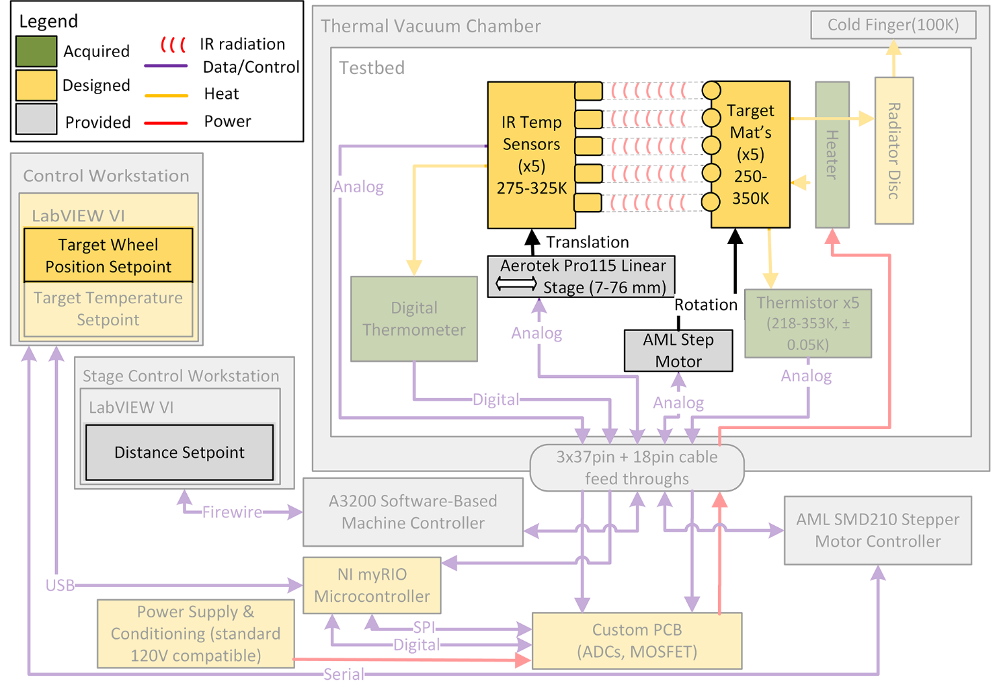 Legend
Acquired
Designed
Provided
IR radiation
Data/Control
Heat
Power
Thermal Vacuum Chamber
Cold Finger(100K)
Testbed
IR Temp
Sensors
(x5)
275-325K
Target
Mat's
(x5)
250-
350K
Heater
Radiator Disc
Analog
Control Workstation
LabVIEW VI
Target Wheel
Position Setpoint
Target Temperature
Setpoint
Translation
Aerotek Pro115 Linear
Stage (7-76 mm)
Digital
Thermometer
Rotation
Thermistor x5
(218-353K, ±
0.05K)
Analog
AML Step
Motor
Analog
Analog
Digital
Stage Control Workstation
LabVIEW VI
Distance Setpoint
3x37pin + 18pin cable
feed throughs
Firewire
A3200 Software-Based
Machine Controller
AML SMD210 Stepper
Motor Controller
USB
NI myRIO
Microcontroller
Power Supply &
Conditioning (standard
120V compatible)
SPI
Digital
Custom PCB
(ADCs, MOSFET)
Serial